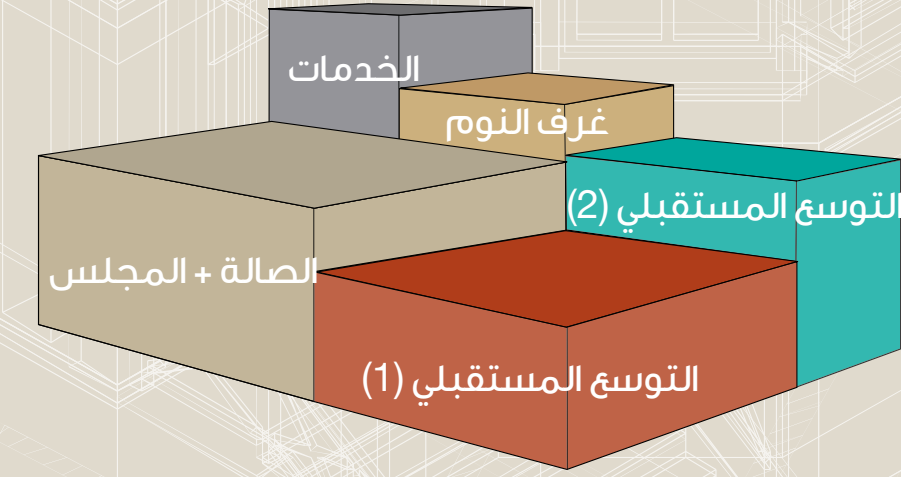 الخدمات
غرف النوم
التوسع المستقبلي (2)
الصالة + المجلس
التوسع المستقبلي (1)